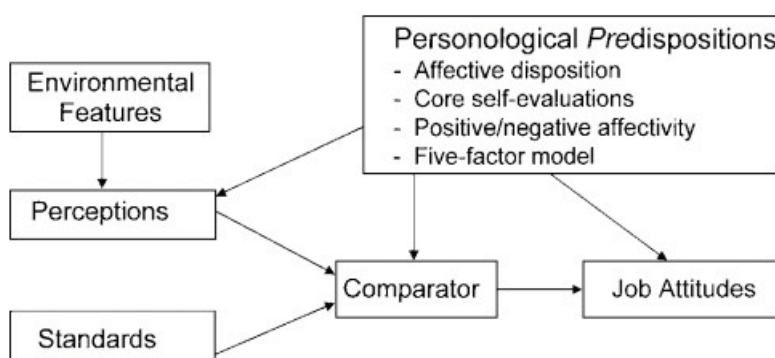 Environmental
Features
Personological Predispositions
- Affective disposition
- Core self-evaluations
- Positive/negative affectivity
- Five-factor model
Perceptions
Comparator
Job Attitudes
Standards